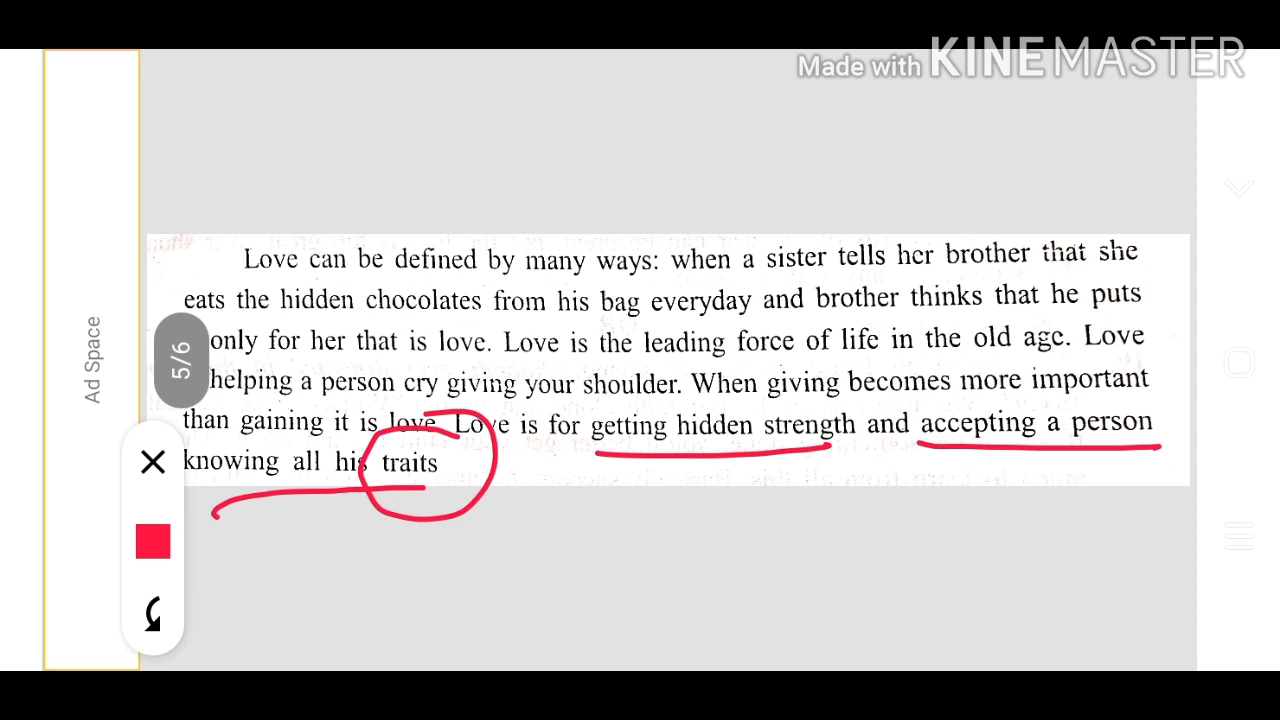 Made with KINEMASTER
Ad Space
Love can be defined by many ways: when a sister tells her brother that she
eats the hidden chocolates from his bag everyday and brother thinks that he puts
only for her that is love. Love is the leading force of life in the old age. Love
helping a person cry giving your shoulder. When giving becomes more important
than gaining it is love. Love is for getting hidden strength and accepting a person
knowing all his traits
5/6